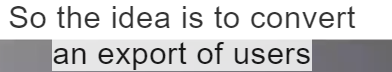 So the idea is to convert
an export of users